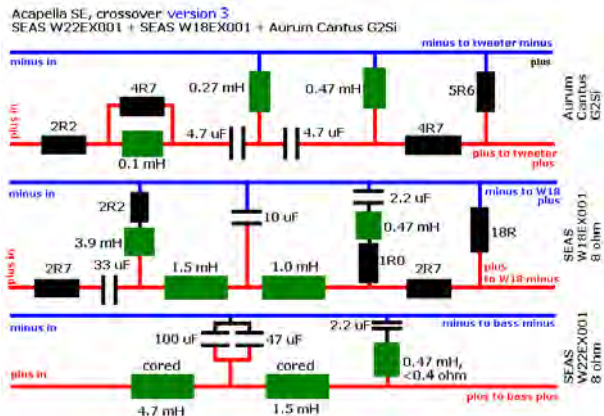 Acapella SE, crossover version 3
SEAS W22EX001 + SEAS W18EX001 + Aurum Cantus G2Si
minus in
minus to tweeter minus
plus
4R7
0.27 mH
0.47 mH
5R6
Aurum
Cantus
G2Si
plus in
2R2
4.7 uF
4.7 uF
4R7
0.1 mH
plus to tweeter
plus
minus in
minus to W18
plus
2R2
10 uF
2.2 uF
3.9 mH
0.47 mH
18R
SEAS
W18EX001
8 ohm
plus in
2R7
33 uF
1.5 mH
1.0 mH
1R0
2R7
plus
to W18 minus
minus in
minus to bass minus
100 uF
47 uF
2.2 uF
SEAS
W22EX001
8 ohm
plus in
cored
cored
0.47 mH,
<0.4 ohm
4.7 mH
1.5 mH
plus to bass plus